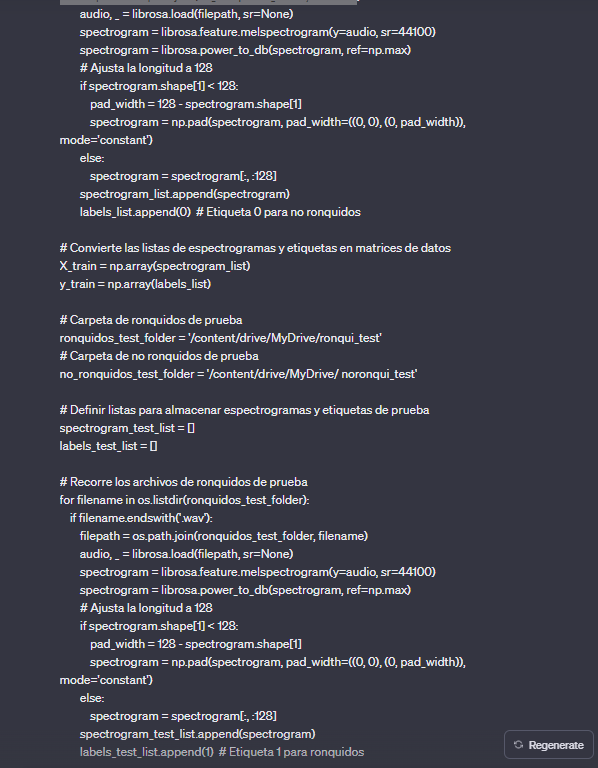 audio, _ = librosa.load(filepath, sr=None)
spectrogram = librosa.feature.melspectrogram(y=audio, sr=44100)
spectrogram = librosa.power_to_db(spectrogram, ref=np.max)
# Ajusta la longitud a 128
if spectrogram.shape[1] < 128:
pad_width = 128 - spectrogram.shape[1]
spectrogram = np.pad(spectrogram, pad_width=((0, 0), (0, pad_width)),
mode='constant')
else:
spectrogram = spectrogram[:, :128]
spectrogram_list.append(spectrogram)
labels_list.append(0)  # Etiqueta 0 para no ronquidos

# Convierte las listas de espectrogramas y etiquetas en matrices de datos
X_train = np.array(spectrogram_list)
y_train = np.array(labels_list)

# Carpeta de ronquidos de prueba
ronquidos_test_folder = '/content/drive/MyDrive/ronqui_test'
# Carpeta de no ronquidos de prueba
no_ronquidos_test_folder = '/content/drive/MyDrive/ noronqui_test'

# Definir listas para almacenar espectrogramas y etiquetas de prueba
spectrogram_test_list = []
labels_test_list = []

# Recorre los archivos de ronquidos de prueba
for filename in os.listdir(ronquidos_test_folder):
if filename.endswith('.wav'):
filepath = os.path.join(ronquidos_test_folder, filename)
audio, _ = librosa.load(filepath, sr=None)
spectrogram = librosa.feature.melspectrogram(y=audio, sr=44100)
spectrogram = librosa.power_to_db(spectrogram, ref=np.max)
# Ajusta la longitud a 128
if spectrogram.shape[1] < 128:
pad_width = 128 - spectrogram.shape[1]
spectrogram = np.pad(spectrogram, pad_width=((0, 0), (0, pad_width)),
mode='constant')
else:
spectrogram = spectrogram[:, :128]
spectrogram_test_list.append(spectrogram)
labels_test_list.append(1)  # Etiqueta 1 para ronquidos
Regenerate